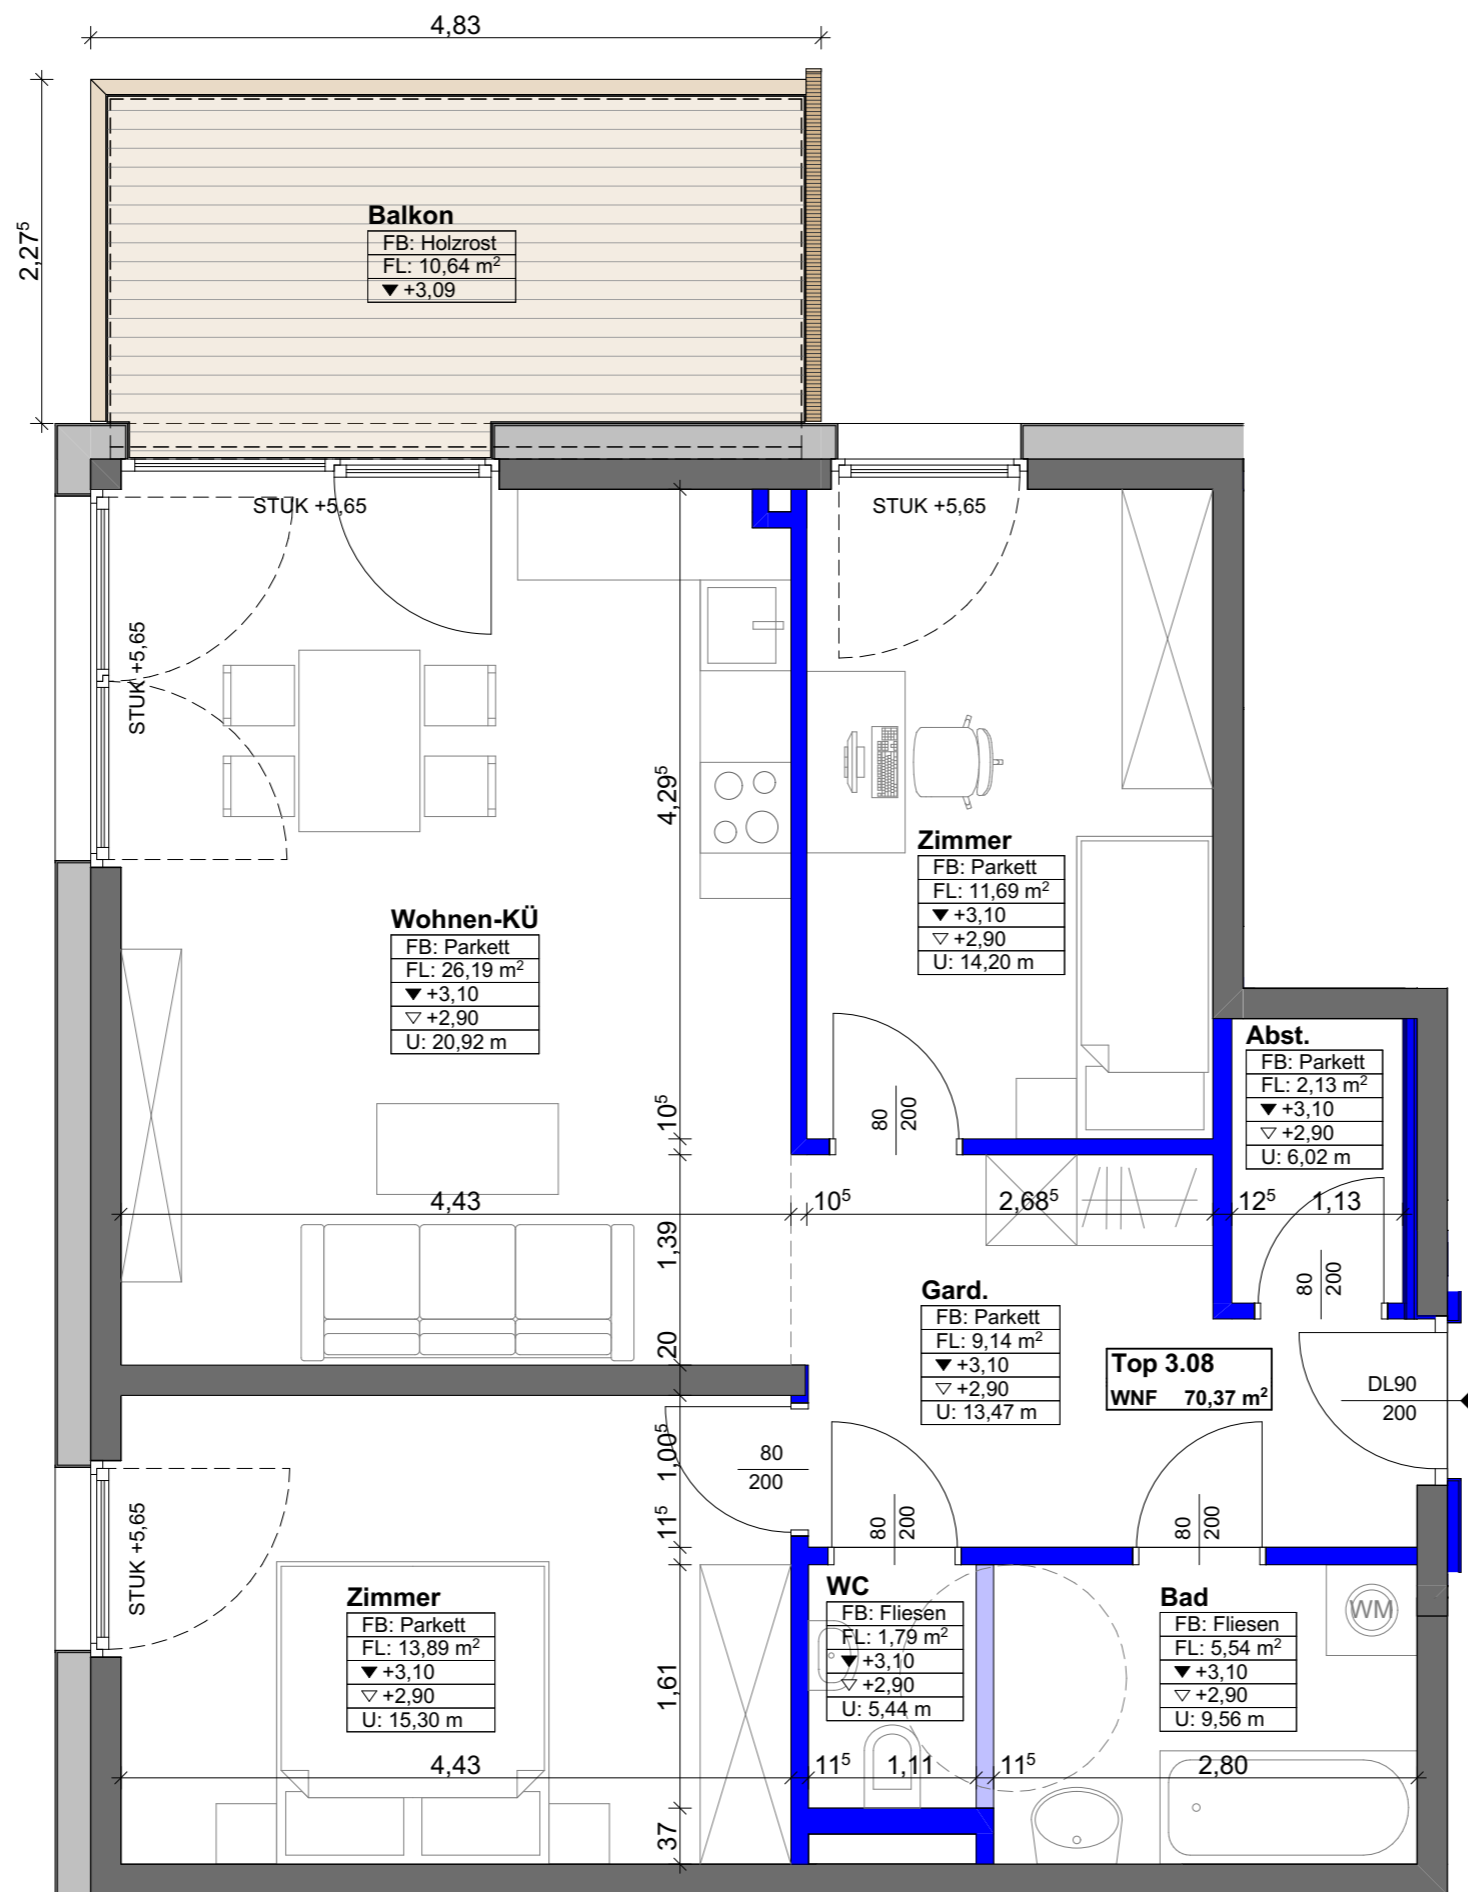 4,83
2,27⁵
Balkon
FB: Holzrost
FL: 10,64 m²
▼ +3,09
STUK +5,65
STUK +5,65
STUK +5,65
4,29⁵
Zimmer
FB: Parkett
FL: 11,69 m²
▼ +3,10
▽ +2,90
U: 14,20 m
Wohnen-KÜ
FB: Parkett
FL: 26,19 m²
▼ +3,10
▽ +2,90
U: 20,92 m
Abst.
FB: Parkett
FL: 2,13 m²
▼ +3,10
▽ +2,90
U: 6,02 m
10⁵
80
200
4,43
10⁵
2,68⁵
12⁵
1,13
1,39
80
200
Gard.
FB: Parkett
FL: 9,14 m²
▼ +3,10
▽ +2,90
U: 13,47 m
20
Top 3.08
WNF 70,37 m²
DL90
200
1,00⁵
80
200
11⁵
80
200
80
200
STUK +5,65
Zimmer
FB: Parkett
FL: 13,89 m²
▼ +3,10
▽ +2,90
U: 15,30 m
WC
FB: Fliesen
FL: 1,79 m²
▼ +3,10
▽ +2,90
U: 5,44 m
Bad
FB: Fliesen
FL: 5,54 m²
▼ +3,10
▽ +2,90
U: 9,56 m
WM
1,61
4,43
11⁵
1,11
11⁵
2,80
37